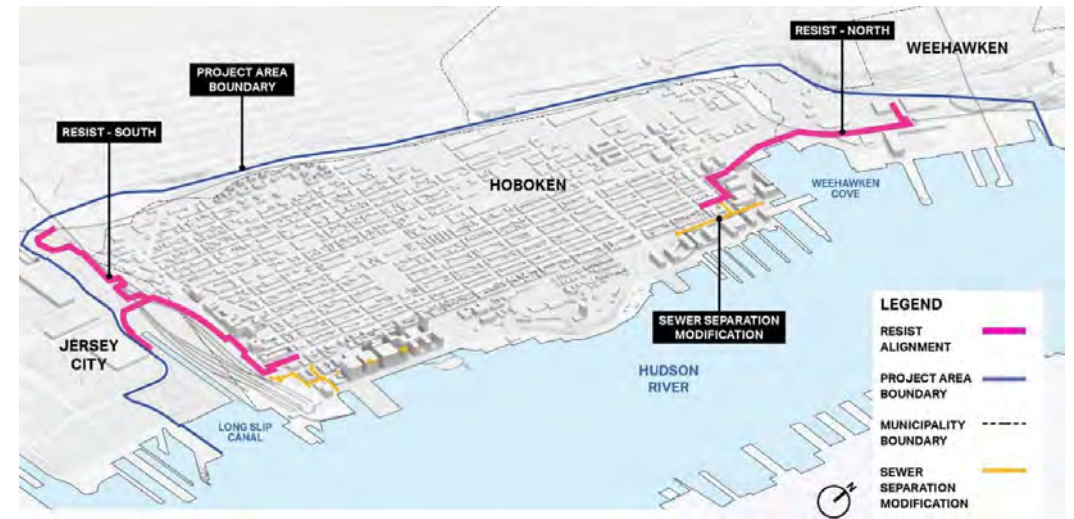 RESIST - NORTH
WEEHAWKEN
PROJECT AREA
BOUNDARY
RESIST - SOUTH
HOBOKEN
WEEHAWKEN
COVE
SEWER SEPARATION
MODIFICATION
JERSEY
CITY
HUDSON
RIVER
LONG SLIP
CANAL
LEGEND
RESIST
ALIGNMENT
PROJECT AREA
BOUNDARY
MUNICIPALITY
BOUNDARY
SEWER
SEPARATION
MODIFICATION
N